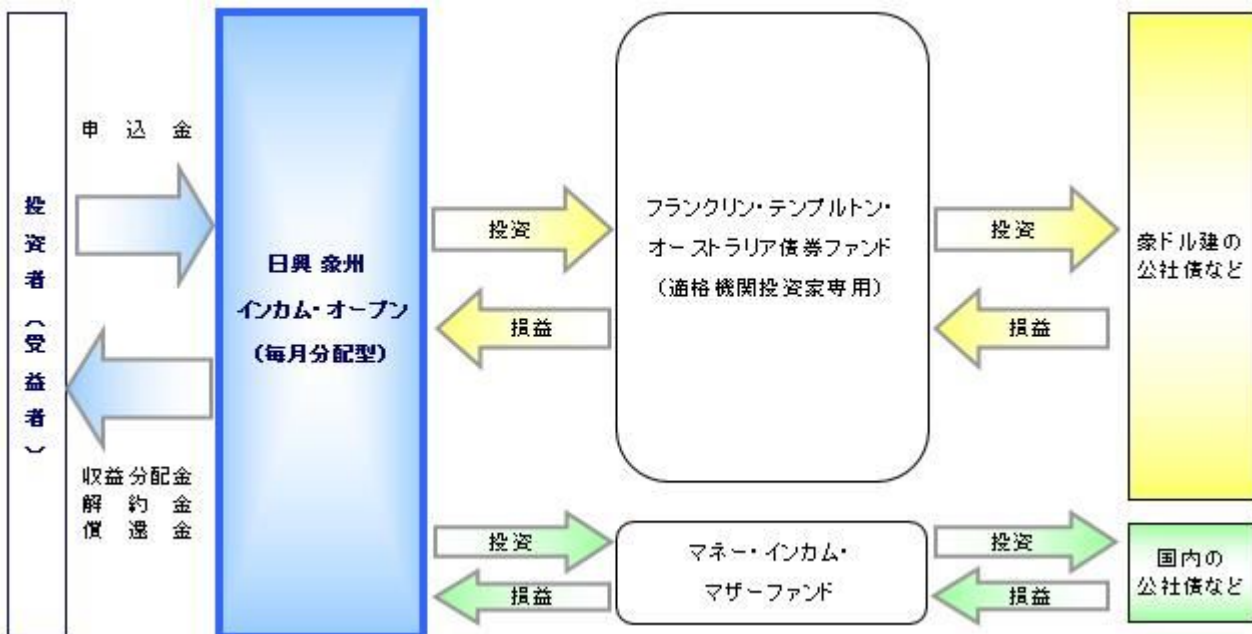 投資者(受益者)
申込金
収益分配金
解約金
償還金
日興 豪州
インカム・オープン
(毎月分配型)
投資
損益
フランクリン・テンプルトン・
オーストラリア債券ファンド
(適格機関投資家専用)
投資
損益
豪ドル建の
公社債など
投資
損益
マネー・インカム・
マザーファンド
投資
損益
国内の
公社債など